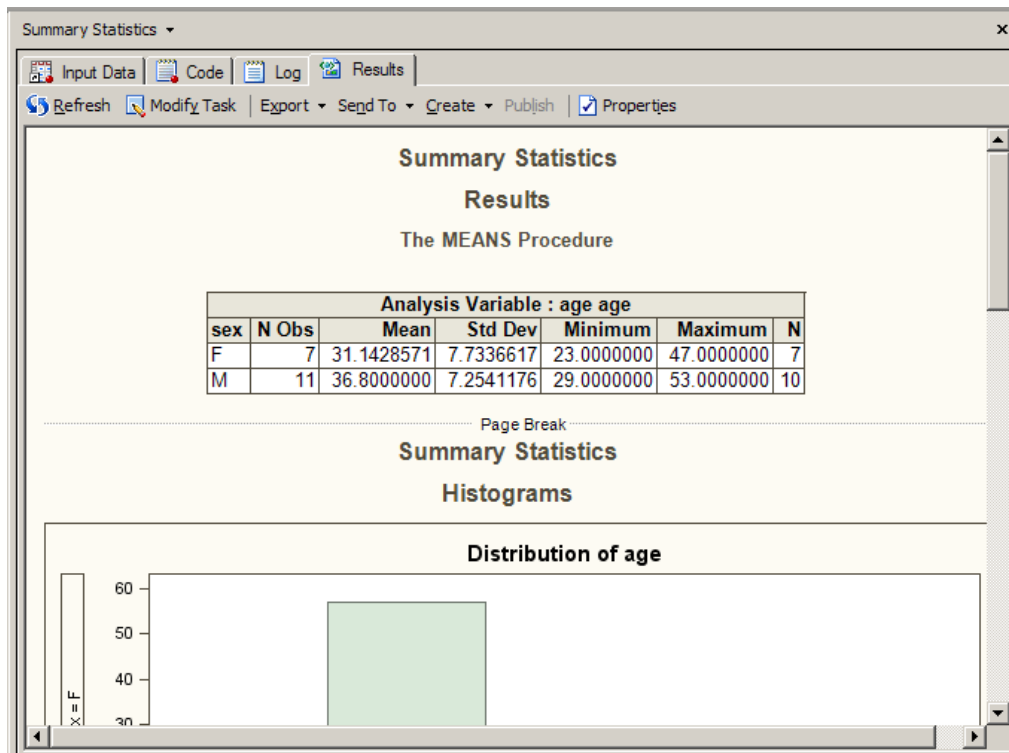 Summary Statistics
Input Data Code Log Results
Refresh Modify Task Export Send To Create Publish Properties
Summary Statistics
Results
The MEANS Procedure
Analysis Variable : age age
sex N Obs Mean Std Dev Minimum Maximum N
F 7 31.1428571 7.7336617 23.0000000 47.0000000 7
M 11 36.8000000 7.2541176 29.0000000 53.0000000 10
Page Break
Summary Statistics
Histograms
Distribution of age
60
50
40
30
x = F